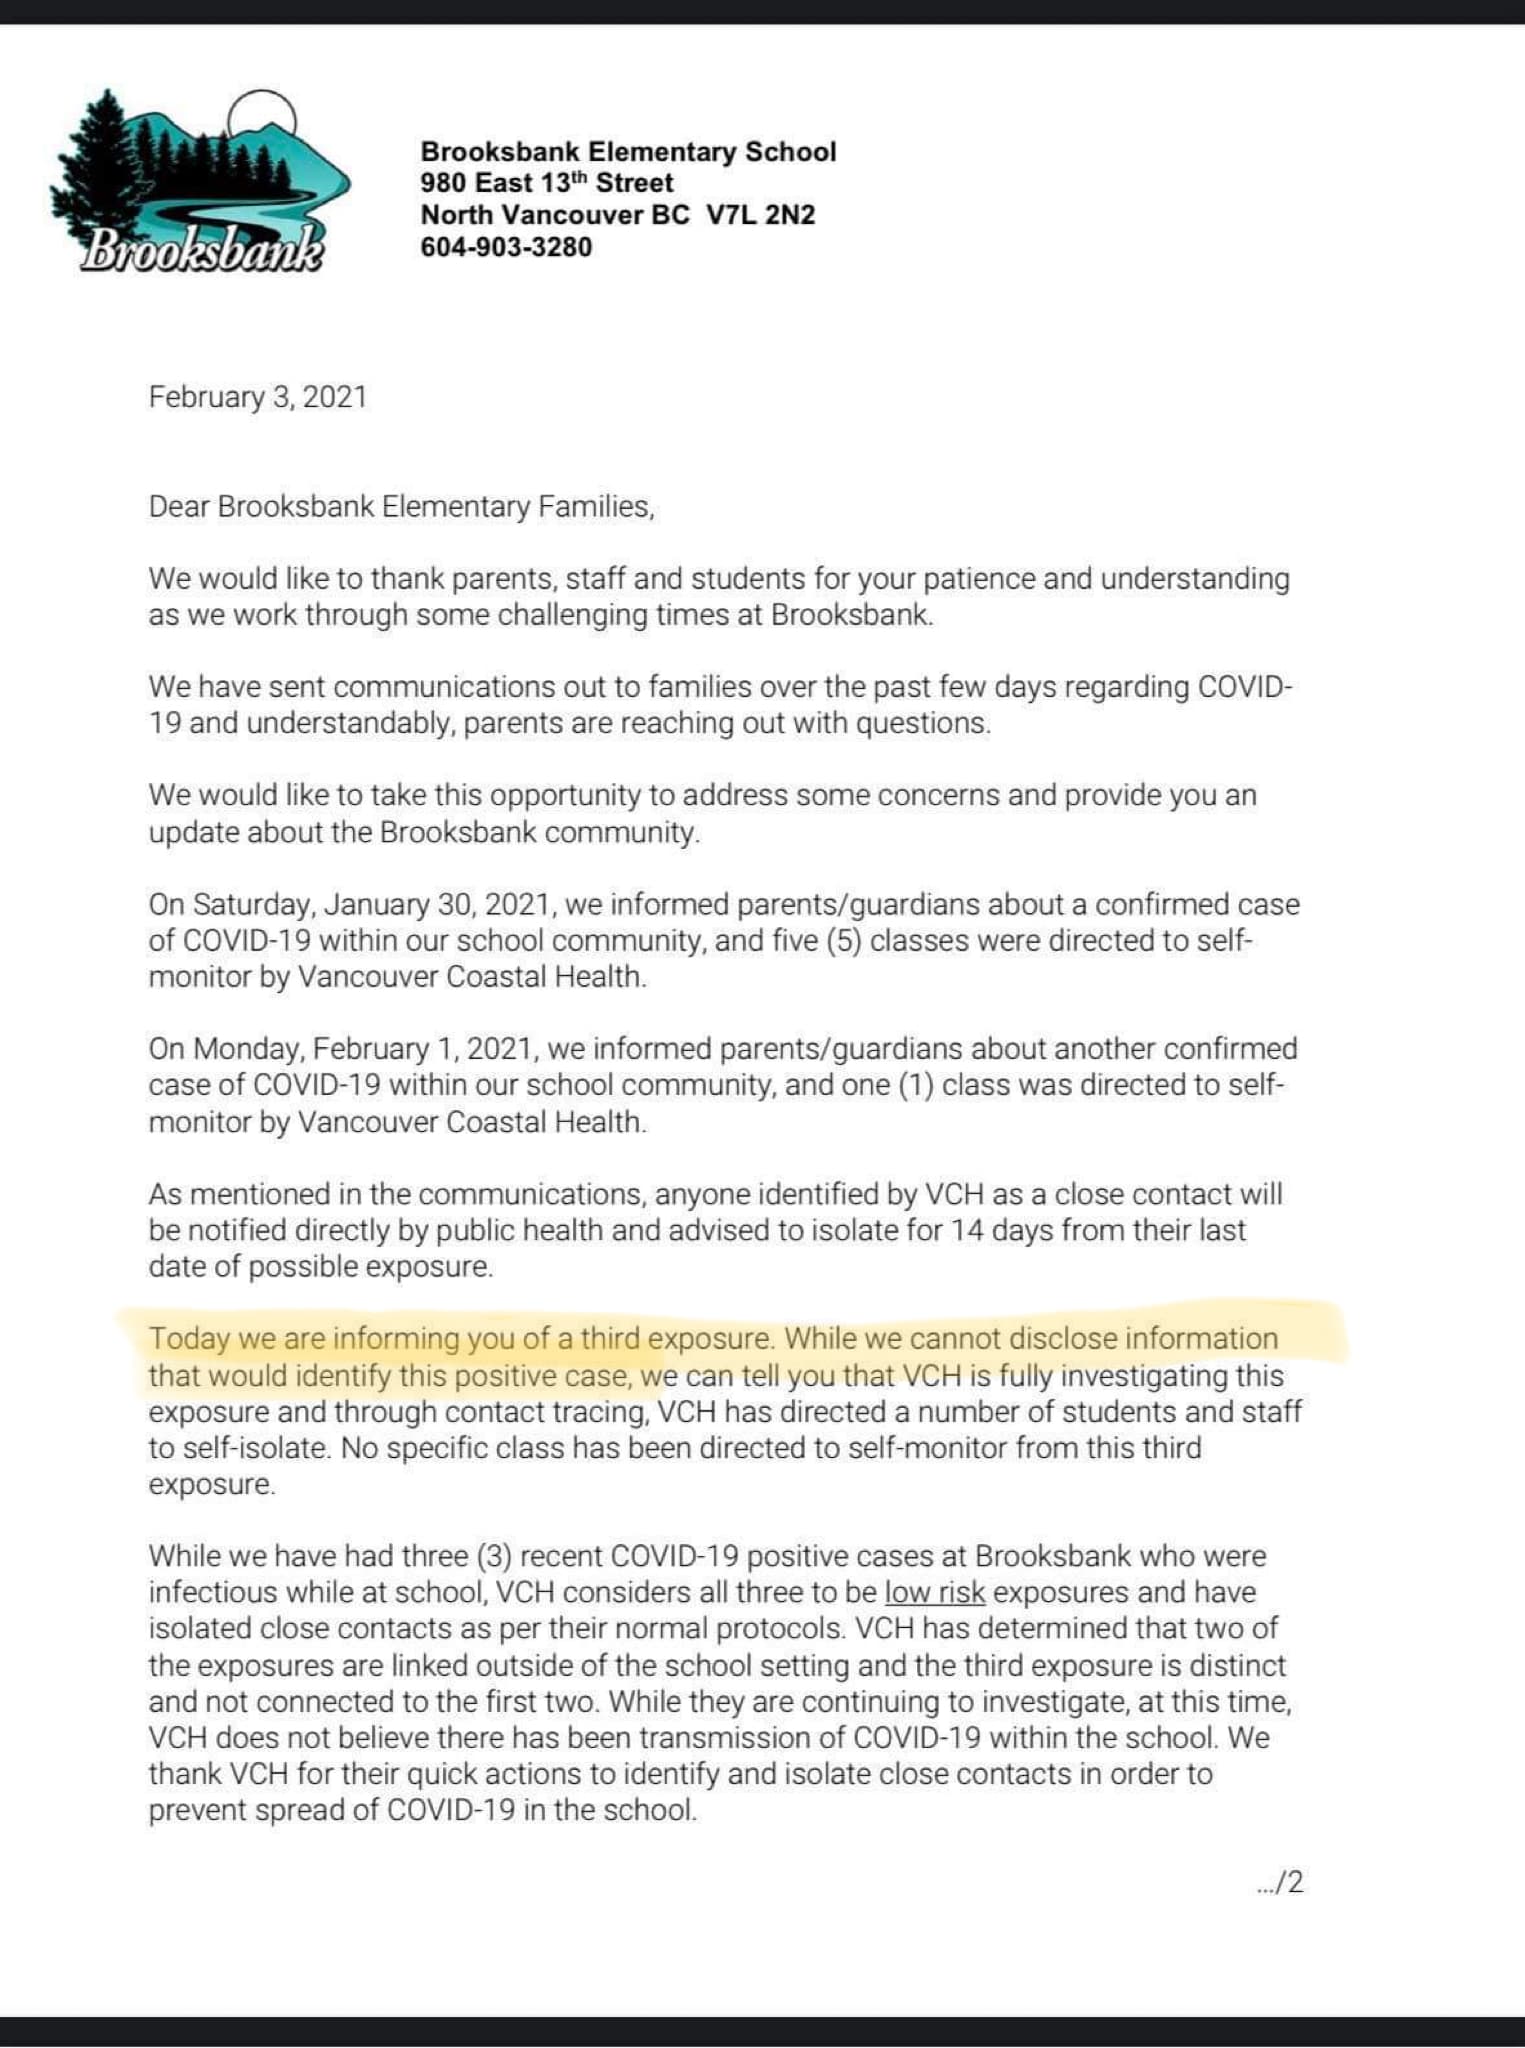 Brooksbank
Brooksbank Elementary School
980 East 13th Street
North Vancouver BC  V7L 2N2
604-903-3280
February 3, 2021
Dear Brooksbank Elementary Families,
We would like to thank parents, staff and students for your patience and understanding
as we work through some challenging times at Brooksbank.
We have sent communications out to families over the past few days regarding COVID-
19 and understandably, parents are reaching out with questions.
We would like to take this opportunity to address some concerns and provide you an
update about the Brooksbank community.
On Saturday, January 30, 2021, we informed parents/guardians about a confirmed case
of COVID-19 within our school community, and five (5) classes were directed to self-
monitor by Vancouver Coastal Health.
On Monday, February 1, 2021, we informed parents/guardians about another confirmed
case of COVID-19 within our school community, and one (1) class was directed to self-
monitor by Vancouver Coastal Health.
As mentioned in the communications, anyone identified by VCH as a close contact will
be notified directly by public health and advised to isolate for 14 days from their last
date of possible exposure.
Today we are informing you of a third exposure. While we cannot disclose information
that would identify this positive case, we can tell you that VCH is fully investigating this
exposure and through contact tracing, VCH has directed a number of students and staff
to self-isolate. No specific class has been directed to self-monitor from this third
exposure.
While we have had three (3) recent COVID-19 positive cases at Brooksbank who were
infectious while at school, VCH considers all three to be low risk exposures and have
isolated close contacts as per their normal protocols. VCH has determined that two of
the exposures are linked outside of the school setting and the third exposure is distinct
and not connected to the first two. While they are continuing to investigate, at this time,
VCH does not believe there has been transmission of COVID-19 within the school. We
thank VCH for their quick actions to identify and isolate close contacts in order to
prevent spread of COVID-19 in the school.
.../2